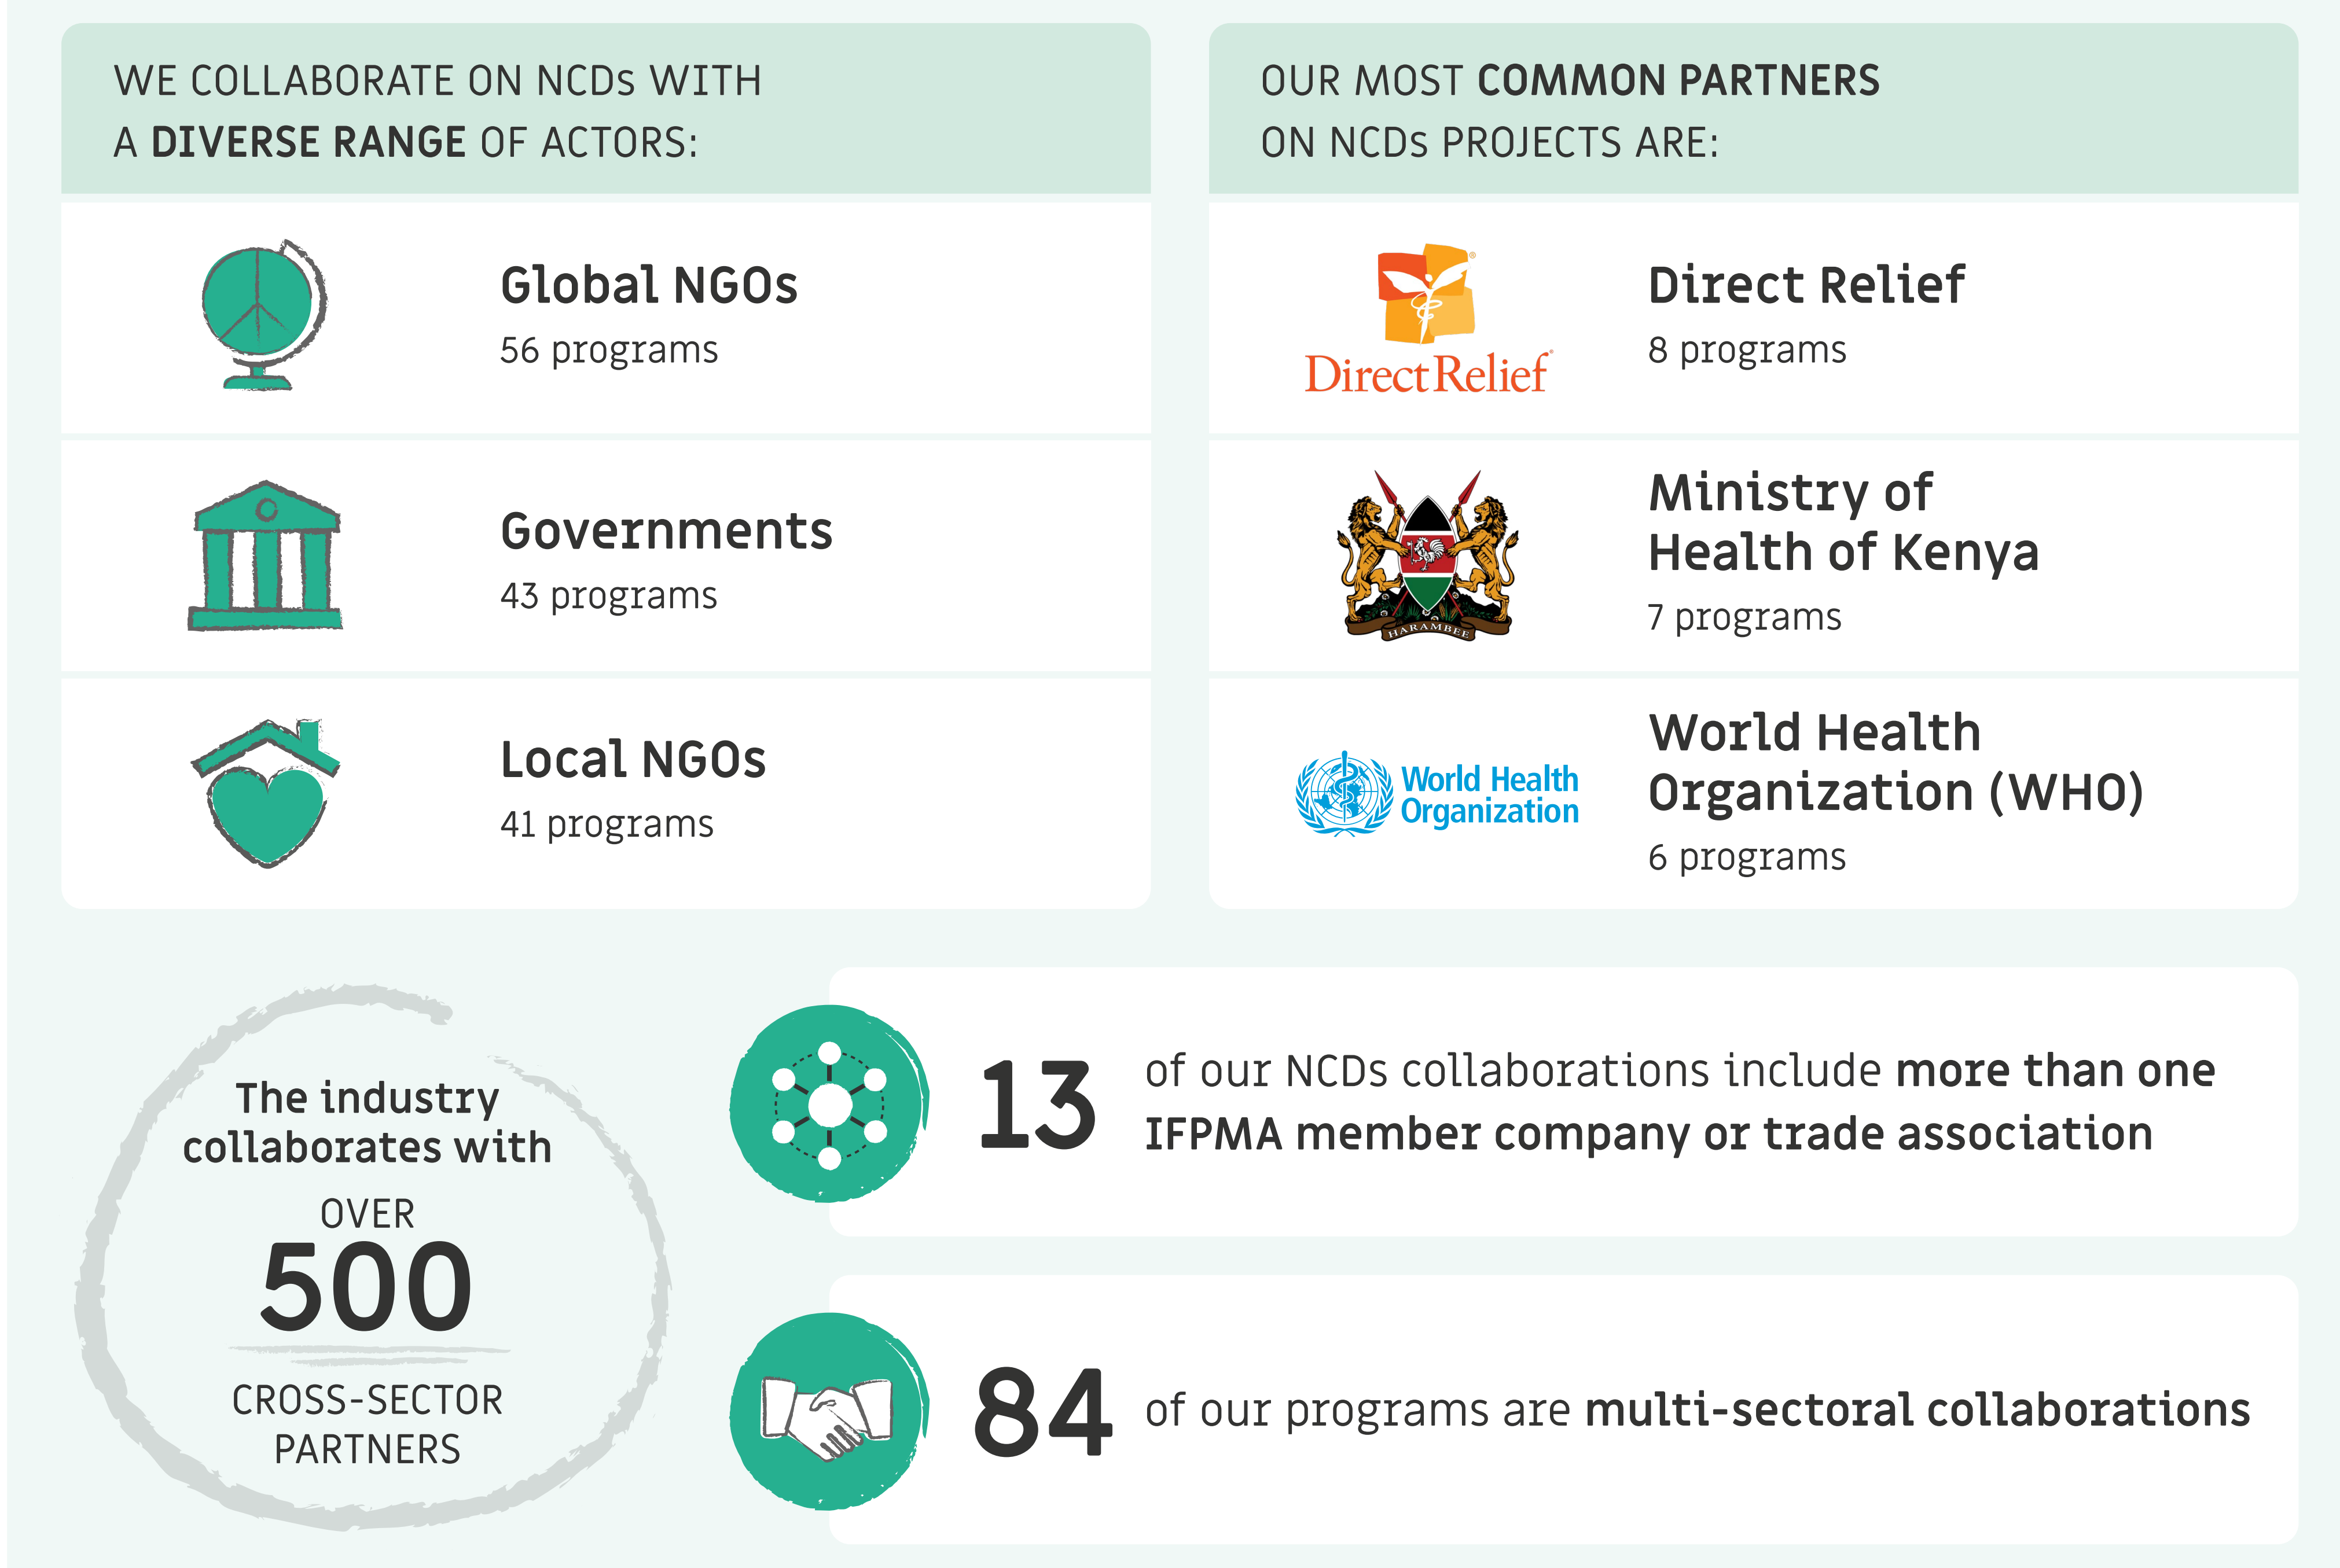 WE COLLABORATE ON NCDs WITH
A DIVERSE RANGE OF ACTORS:
Global NGOs
56 programs
Governments
43 programs
Local NGOs
41 programs
OUR MOST COMMON PARTNERS
ON NCDs PROJECTS ARE:
DirectRelief
Direct Relief
8 programs
HARAMBEE
Ministry of
Health of Kenya
7 programs
World Health
Organization
World Health
Organization (WHO)
6 programs
The industry
collaborates with
OVER
500
CROSS-SECTOR
PARTNERS
13
of our NCDs collaborations include more than one
IFPMA member company or trade association
84
of our programs are multi-sectoral collaborations